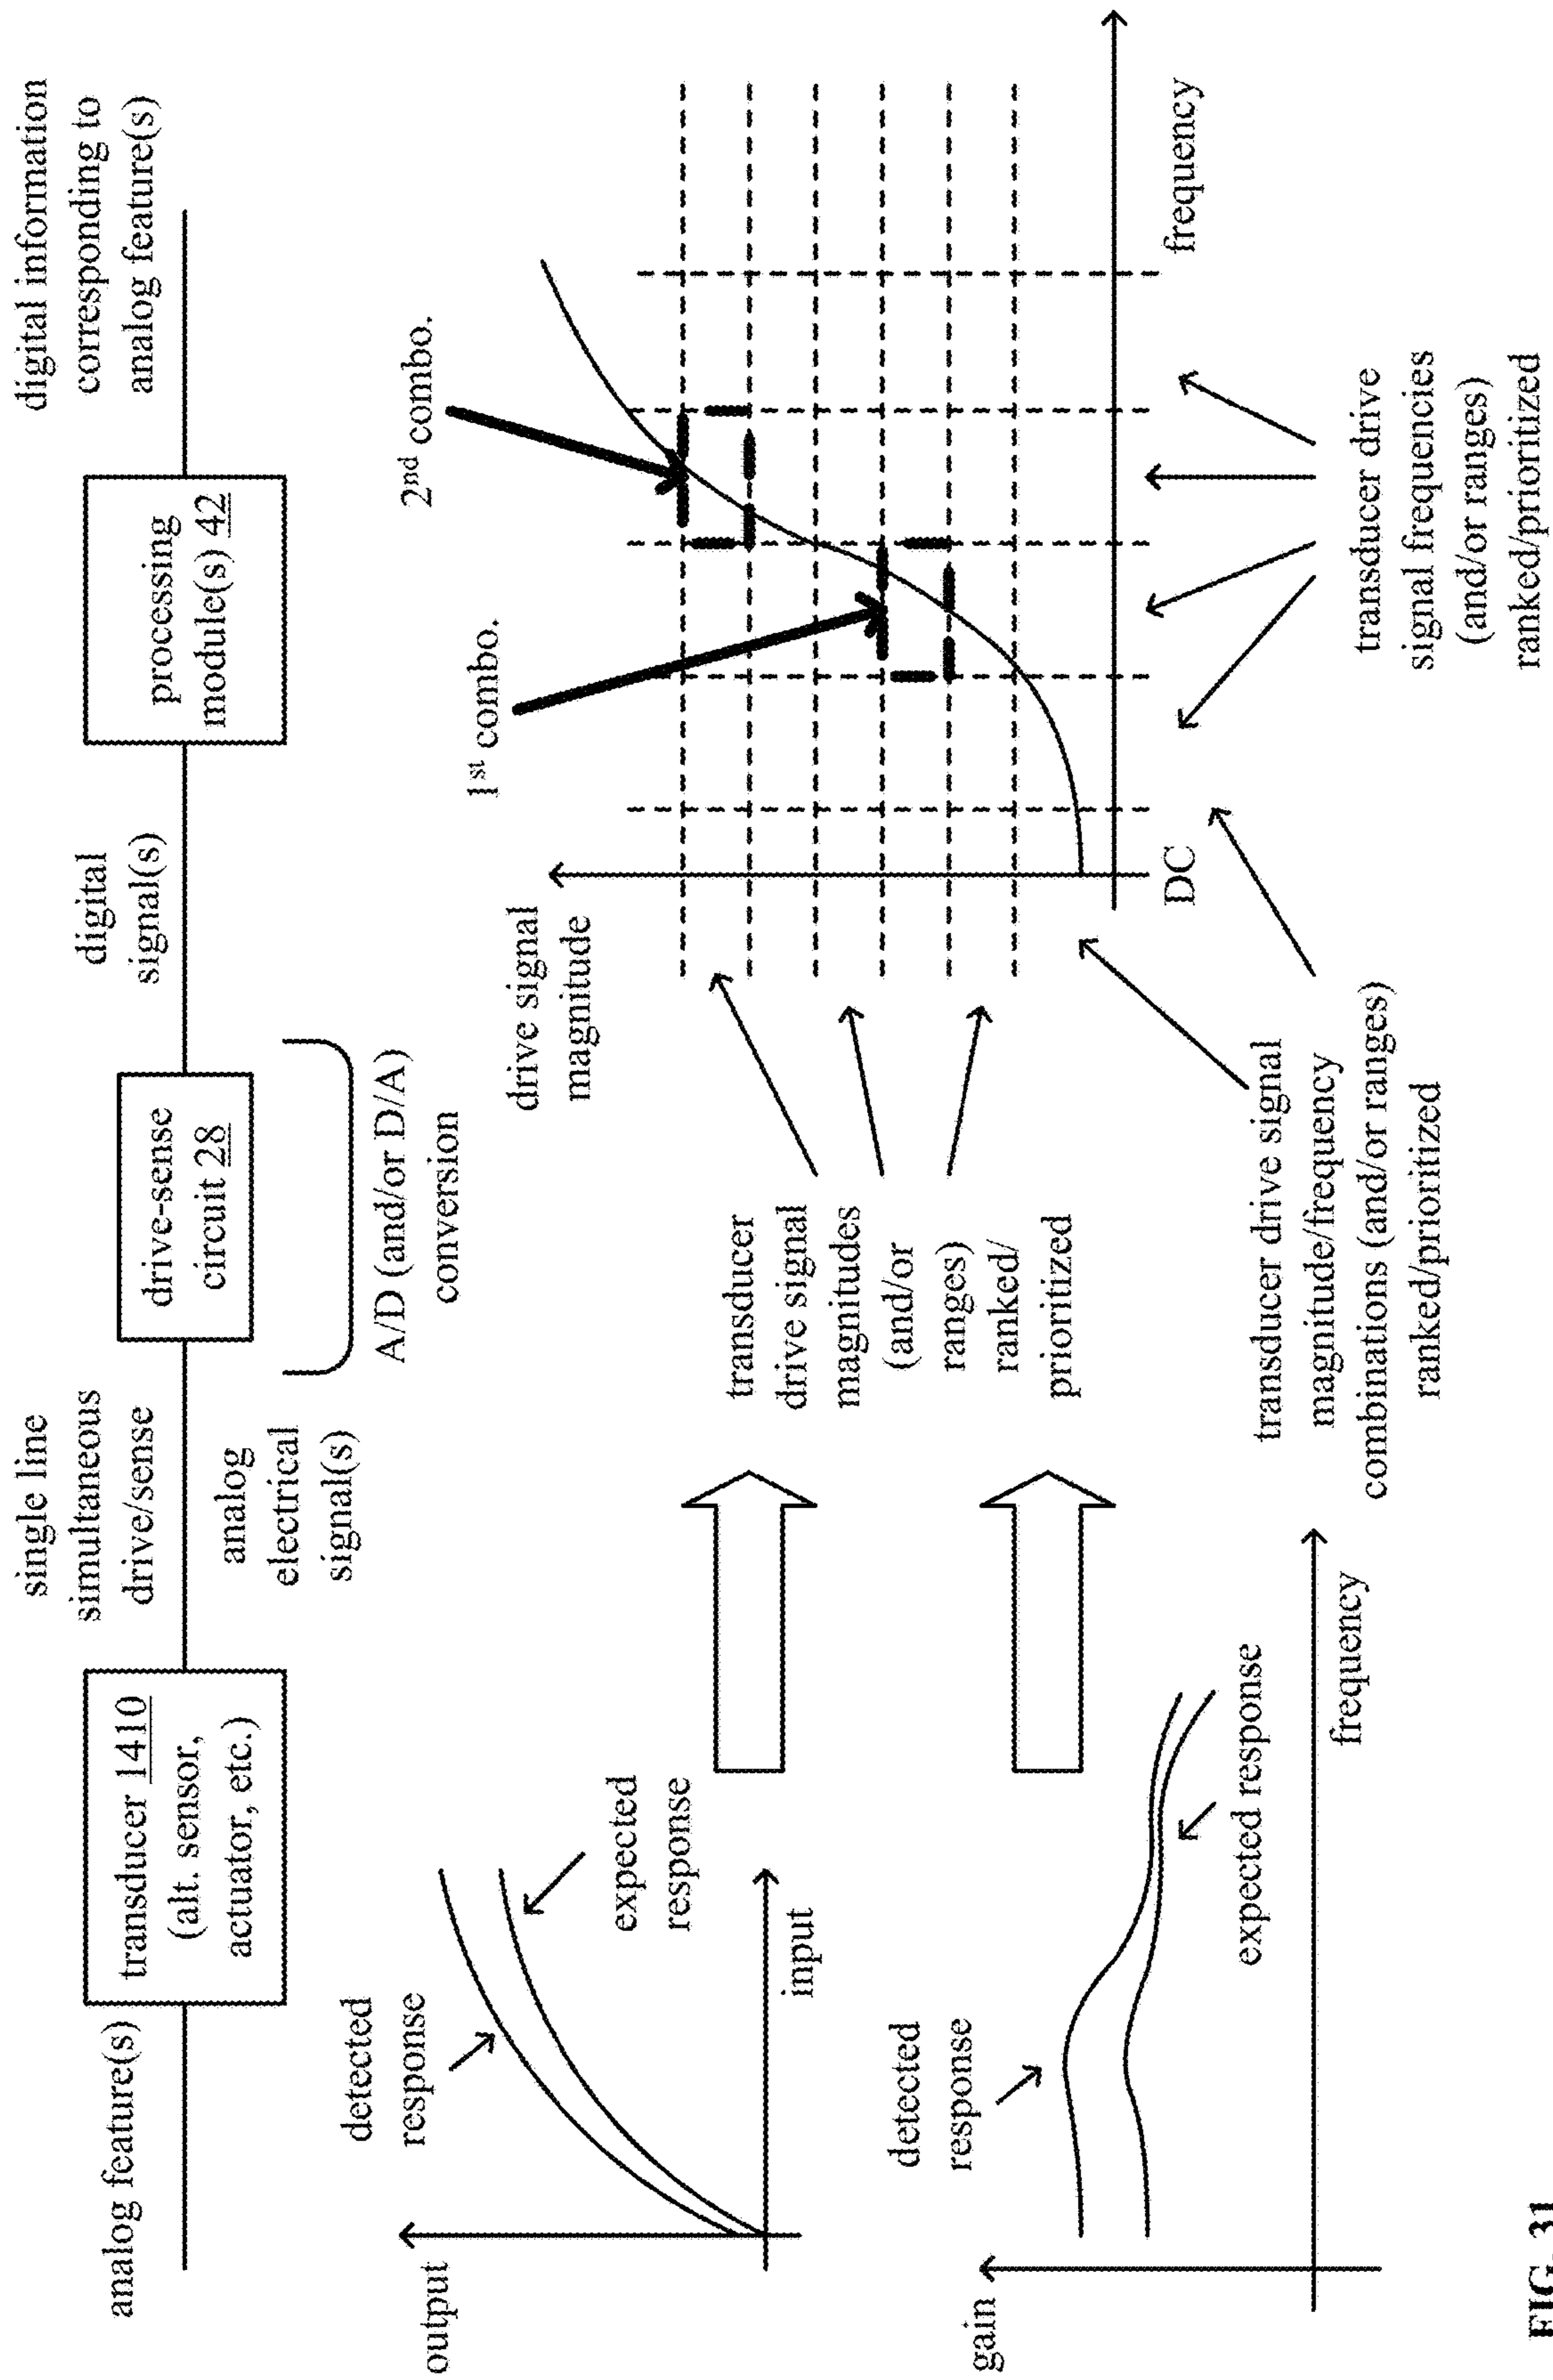 analog feature(s)
transducer 1410
(alt. sensor,
actuator, etc.)
single line
simultaneous
drive/sense
analog
electrical
signal(s)
drive-sense
circuit 28
A/D (and/or D/A)
conversion
digital
signal(s)
processing
module(s) 42
digital information
corresponding to
analog feature(s)
output
detected
response
expected
response
input
gain
detected
response
expected response
frequency
transducer
drive signal
magnitudes
(and/or
ranges)
ranked/
prioritized
drive signal
magnitude
1st combo.
2nd combo.
DC
frequency
transducer drive signal
magnitude/frequency
combinations (and/or ranges)
ranked/prioritized
transducer drive
signal frequencies
(and/or ranges)
ranked/prioritized
FIG. 31